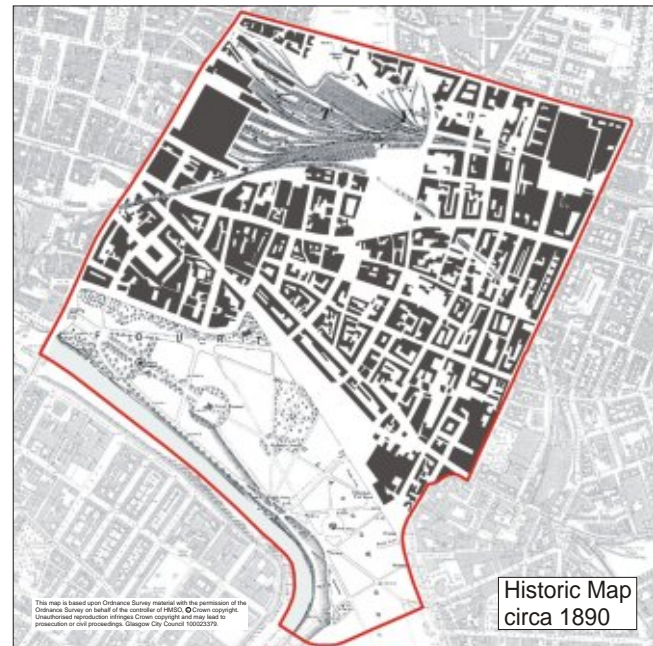 F O U R T
This map is based upon Ordnance Survey material with the permission of the
Ordnance Survey on behalf of the controller of HMSO, © Crown copyright.
Unauthorised reproduction infringes Crown copyright and may lead to
prosecution or civil proceedings. Glasgow City Council 100023379.
Historic Map
circa 1890